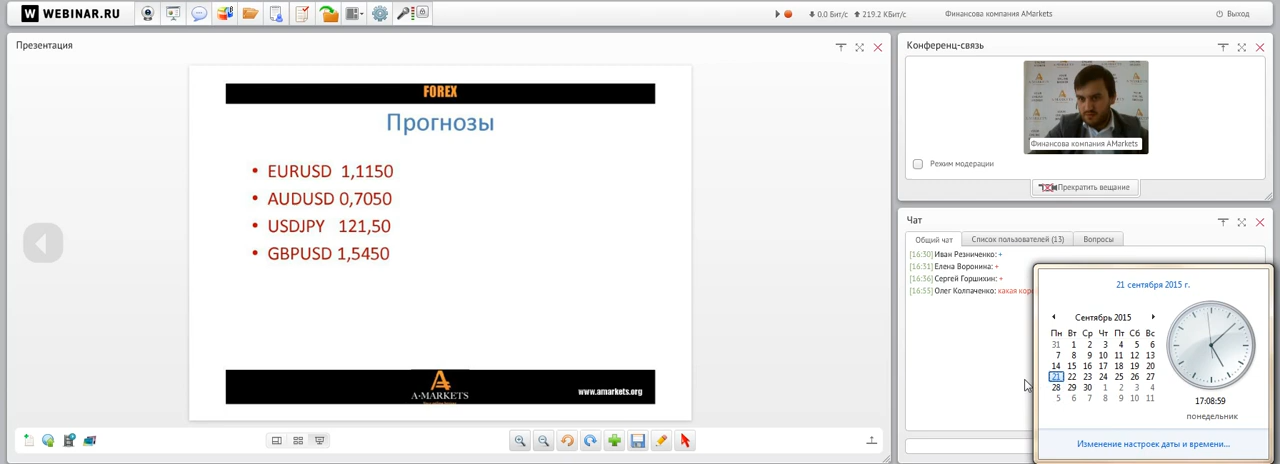 W WEBINAR.RU
0.0 Бит/с 219.2 КБит/с
Финансова компания AMarkets
Выход
Презентация
FOREX
Прогнозы
• EURUSD 1,1150
• AUDUSD 0,7050
• USDJPY 121,50
• GBPUSD 1,5450
A-MARKETS
www.amarkets.org
Конференц-связь
Финансова компания AMarkets
Режим модерации
Прекратить вещание
Чат
Общий чат Список пользователей (13) Вопросы
[16:30] Иван Резниченко: +
[16:31] Елена Воронина: +
[16:36] Сергей Горшихин: +
[16:55] Олег Колпаченко: какая кор
21 сентября 2015 г.
Сентябрь 2015
Пн Вт Ср Чт Пт Сб Вс
31 1 2 3 4 5 6
7 8 9 10 11 12 13
14 15 16 17 18 19 20
21 22 23 24 25 26 27
28 29 30 1 2 3 4
5 6 7 8 9 10 11
17:08:59
понедельник
Изменение настроек даты и времени...